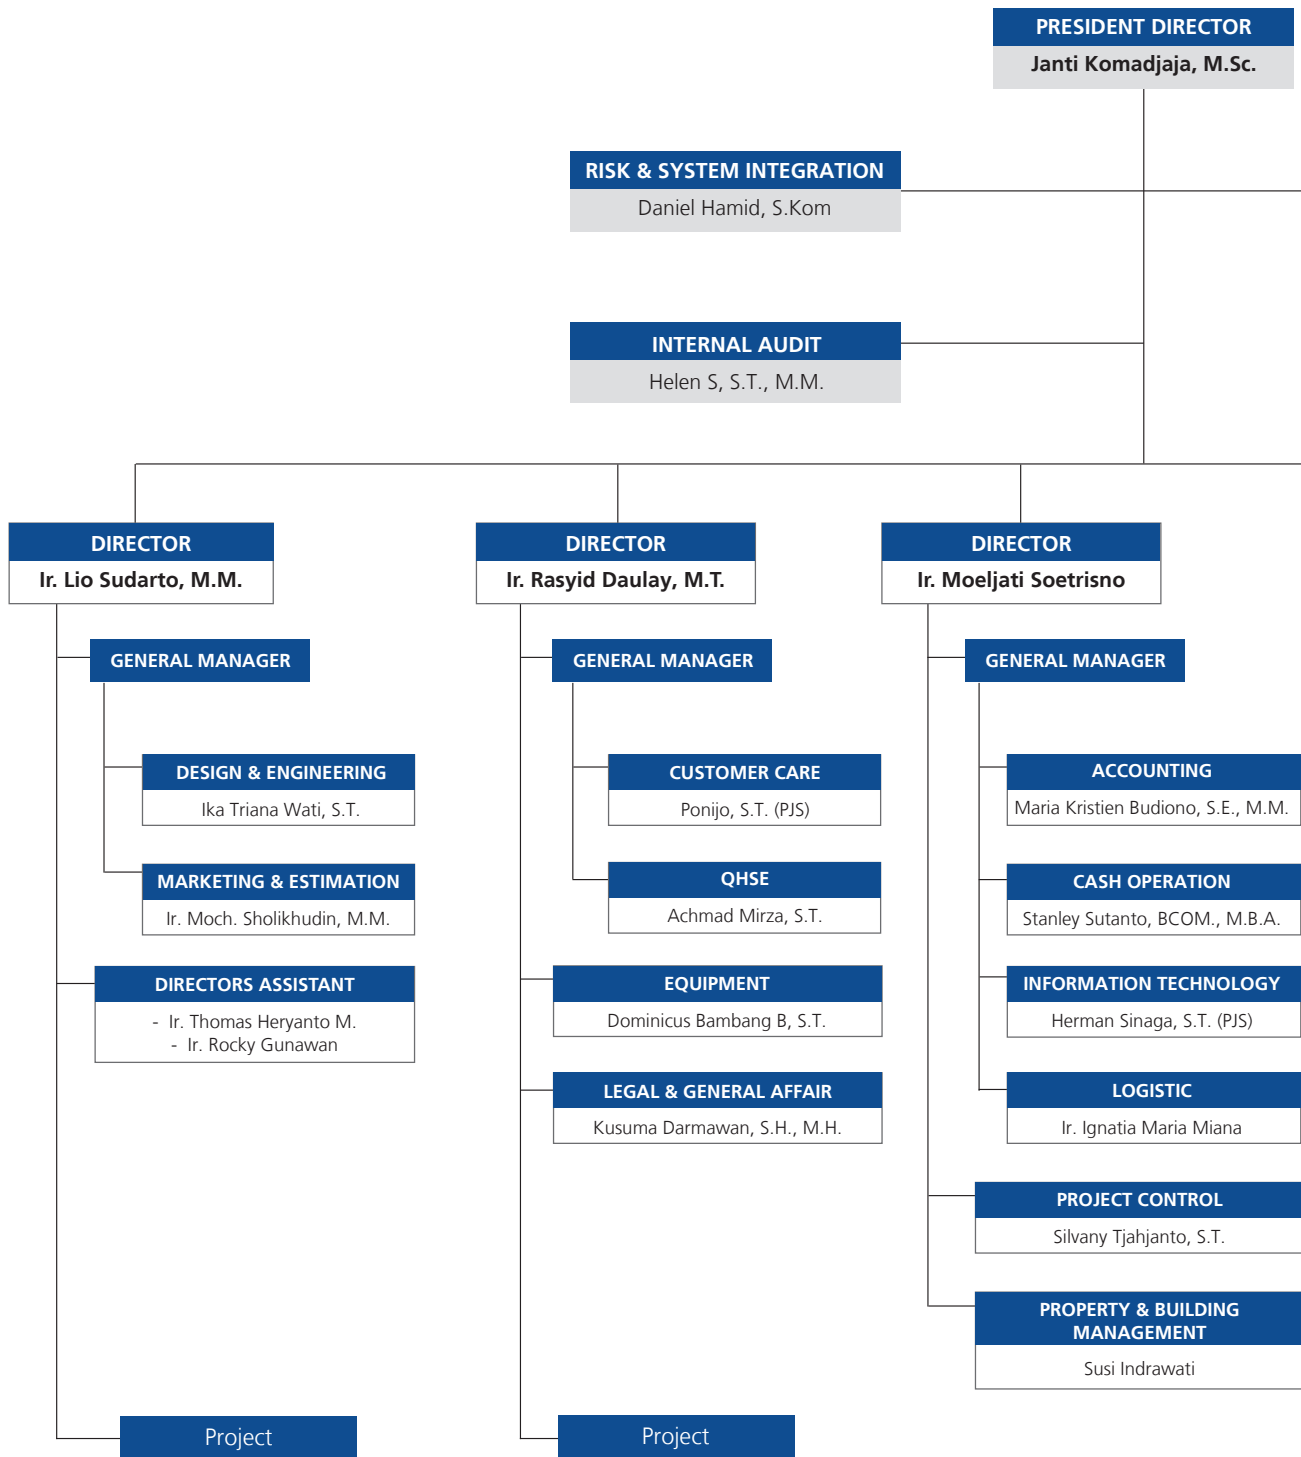 PRESIDENT DIRECTOR
Janti Komadjaja, M.Sc.
RISK & SYSTEM INTEGRATION
Daniel Hamid, S.Kom
INTERNAL AUDIT
Helen S, S.T., M.M.
DIRECTOR
Ir. Lio Sudarto, M.M.
GENERAL MANAGER
DESIGN & ENGINEERING
Ika Triana Wati, S.T.
MARKETING & ESTIMATION
Ir. Moch. Sholikhudin, M.M.
DIRECTORS ASSISTANT
- Ir. Thomas Heryanto M.
- Ir. Rocky Gunawan
Project
DIRECTOR
Ir. Rasyid Daulay, M.T.
GENERAL MANAGER
CUSTOMER CARE
Ponijo, S.T. (PJS)
QHSE
Achmad Mirza, S.T.
EQUIPMENT
Dominicus Bambang B, S.T.
LEGAL & GENERAL AFFAIR
Kusuma Darmawan, S.H., M.H.
Project
DIRECTOR
Ir. Moeljati Soetrisno
GENERAL MANAGER
ACCOUNTING
Maria Kristien Budiono, S.E., M.M.
CASH OPERATION
Stanley Sutanto, BCOM., M.B.A.
INFORMATION TECHNOLOGY
Herman Sinaga, S.T. (PJS)
LOGISTIC
Ir. Ignatia Maria Miana
PROJECT CONTROL
Silvany Tjahjanto, S.T.
PROPERTY & BUILDING
MANAGEMENT
Susi Indrawati